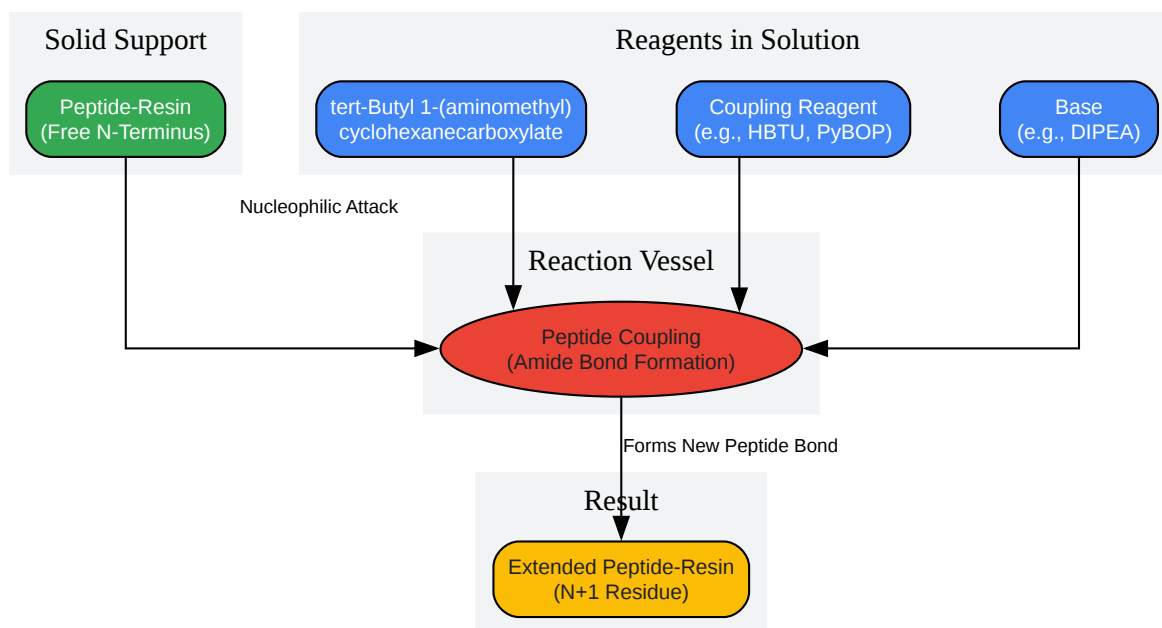 Solid Support
Reagents in Solution
Peptide-Resin
(Free N-Terminus)
tert-Butyl 1-(aminomethyl)
cyclohexanecarboxylate
Coupling Reagent
(e.g., HBTU, PyBOP)
Base
(e.g., DIPEA)
Nucleophilic Attack
Reaction Vessel
Peptide Coupling
(Amide Bond Formation)
Forms New Peptide Bond
Result
Extended Peptide-Resin
(N+1 Residue)